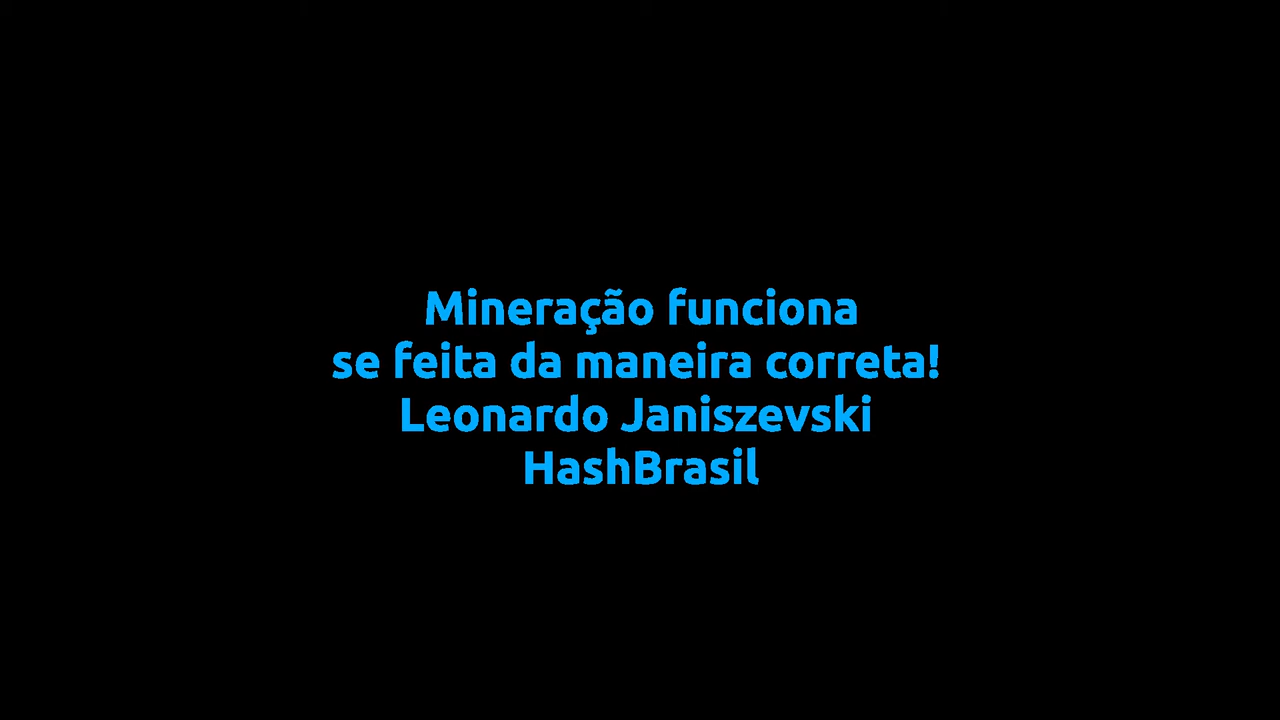 Mineração funciona
se feita da maneira correta!
Leonardo Janiszevski
HashBrasil